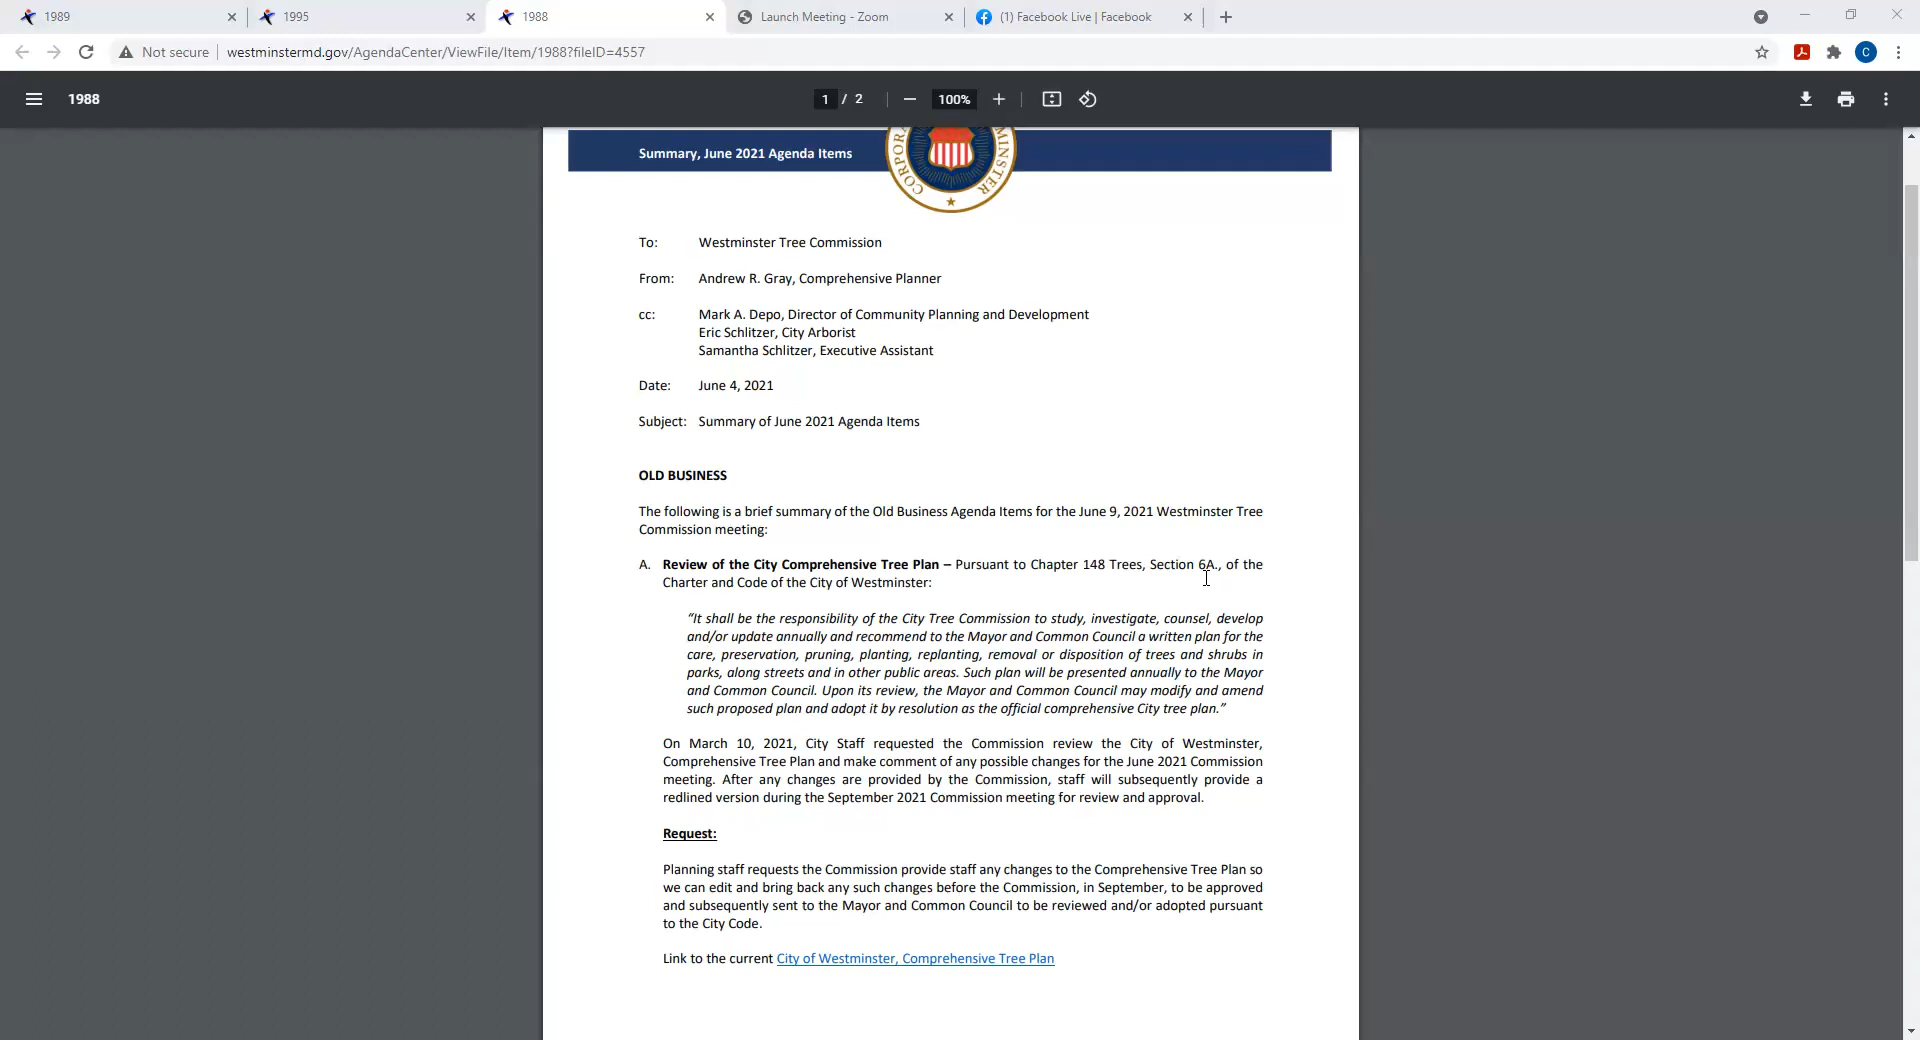 1989
1995
1988
Launch Meeting - Zoom
(1) Facebook Live | Facebook
Not secure
westminstermd.gov/AgendaCenter/ViewFile/Item/1988?fileID=4557
C
1988
1 / 2
100%
Summary, June 2021 Agenda Items
To: Westminster Tree Commission
From: Andrew R. Gray, Comprehensive Planner
cc: Mark A. Depo, Director of Community Planning and Development
Eric Schlitzer, City Arborist
Samantha Schlitzer, Executive Assistant
Date: June 4, 2021
Subject: Summary of June 2021 Agenda Items
OLD BUSINESS
The following is a brief summary of the Old Business Agenda Items for the June 9, 2021 Westminster Tree
Commission meeting:
A. Review of the City Comprehensive Tree Plan – Pursuant to Chapter 148 Trees, Section 6A., of the
Charter and Code of the City of Westminster:
“It shall be the responsibility of the City Tree Commission to study, investigate, counsel, develop
and/or update annually and recommend to the Mayor and Common Council a written plan for the
care, preservation, pruning, planting, replanting, removal or disposition of trees and shrubs in
parks, along streets and in other public areas. Such plan will be presented annually to the Mayor
and Common Council. Upon its review, the Mayor and Common Council may modify and amend
such proposed plan and adopt it by resolution as the official comprehensive City tree plan.”
On March 10, 2021, City Staff requested the Commission review the City of Westminster,
Comprehensive Tree Plan and make comment of any possible changes for the June 2021 Commission
meeting. After any changes are provided by the Commission, staff will subsequently provide a
redlined version during the September 2021 Commission meeting for review and approval.
Request:
Planning staff requests the Commission provide staff any changes to the Comprehensive Tree Plan so
we can edit and bring back any such changes before the Commission, in September, to be approved
and subsequently sent to the Mayor and Common Council to be reviewed and/or adopted pursuant
to the City Code.
Link to the current City of Westminster, Comprehensive Tree Plan